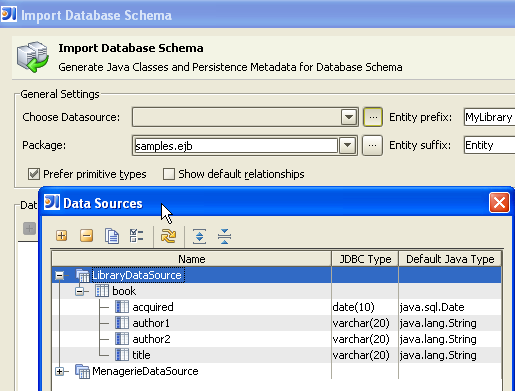 Import Database Schema
Import Database Schema
Generate Java Classes and Persistence Metadata for Database Schema
General Settings
Choose Datasource: ... Entity prefix: MyLibrary
Package: samples.ejb ... Entity suffix: Entity
Prefer primitive types Show default relationships
Dat
Data Sources
Name JDBC Type Default Java Type
LibraryDataSource
book
acquired date(10) java.sql.Date
author1 varchar(20) java.lang.String
author2 varchar(20) java.lang.String
title varchar(20) java.lang.String
MenagerieDataSource